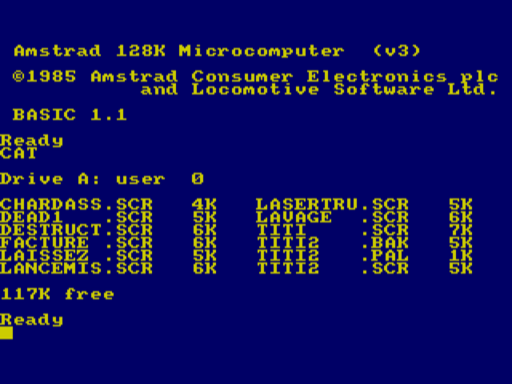 Amstrad 128K Microcomputer (v3)
©1985 Amstrad Consumer Electronics plc
and Locomotive Software Ltd.
BASIC 1.1
Ready
CAT
Drive A: user 0
CHARDASS.SCR 4K LASERTRU.SCR 5K
DEAD1 .SCR 5K LAVAGE .SCR 6K
DESTRUCT.SCR 6K TITI .SCR 7K
FACTURE .SCR 6K TITI2 .BAK 5K
LAISSEZ .SCR 5K TITI2 .PAL 1K
LANCEMIS.SCR 6K TITI2 .SCR 5K
117K free
Ready